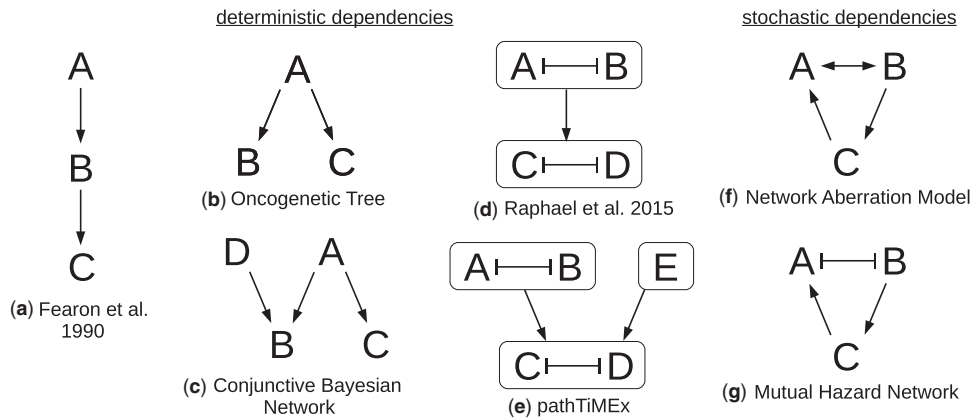 deterministic dependencies
stochastic dependencies
A
B
C
(a) Fearon et al.
1990
A
B C
(b) Oncogenetic Tree
D A
B C
(c) Conjunctive Bayesian
Network
A B
C D
(d) Raphael et al. 2015
A B E
C D
(e) pathTiMEx
A B
C
(f) Network Aberration Model
A B
C
(g) Mutual Hazard Network